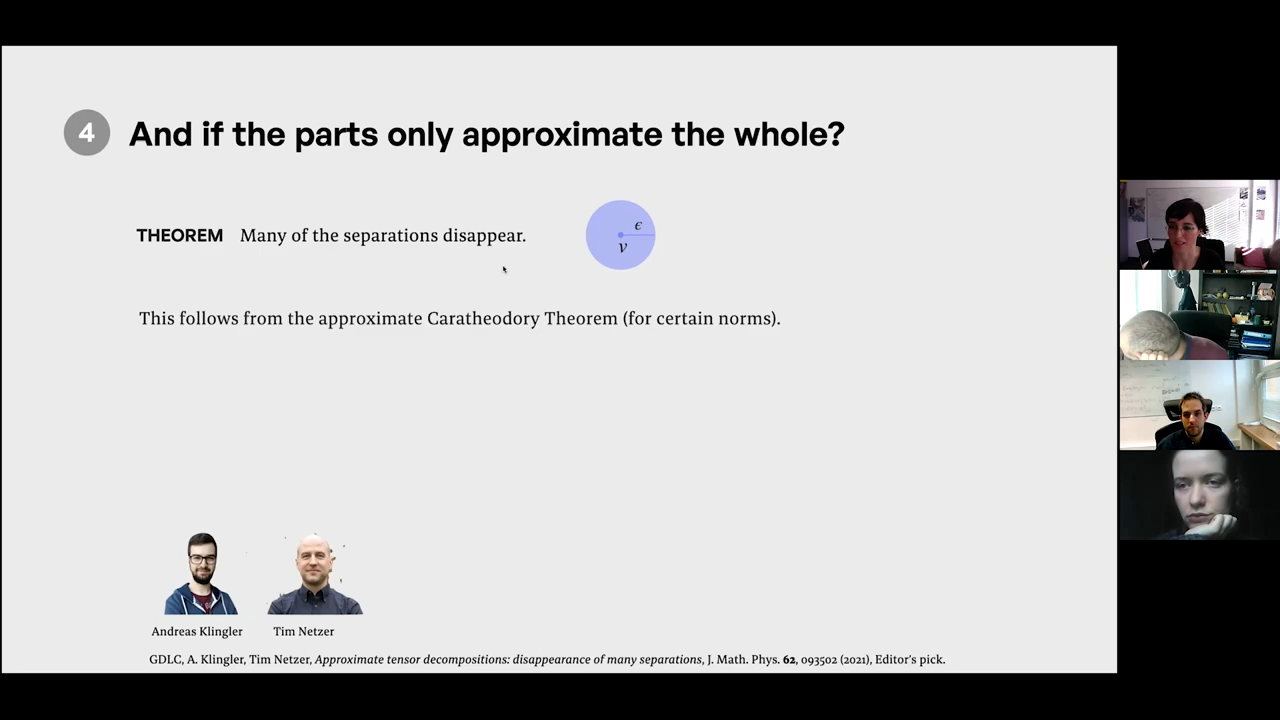 4 And if the parts only approximate the whole?
THEOREM Many of the separations disappear.
ϵ
v
This follows from the approximate Caratheodory Theorem (for certain norms).
Andreas Klingler Tim Netzer
GDLC, A. Klingler, Tim Netzer, Approximate tensor decompositions: disappearance of many separations, J. Math. Phys. 62, 093502 (2021), Editor's pick.